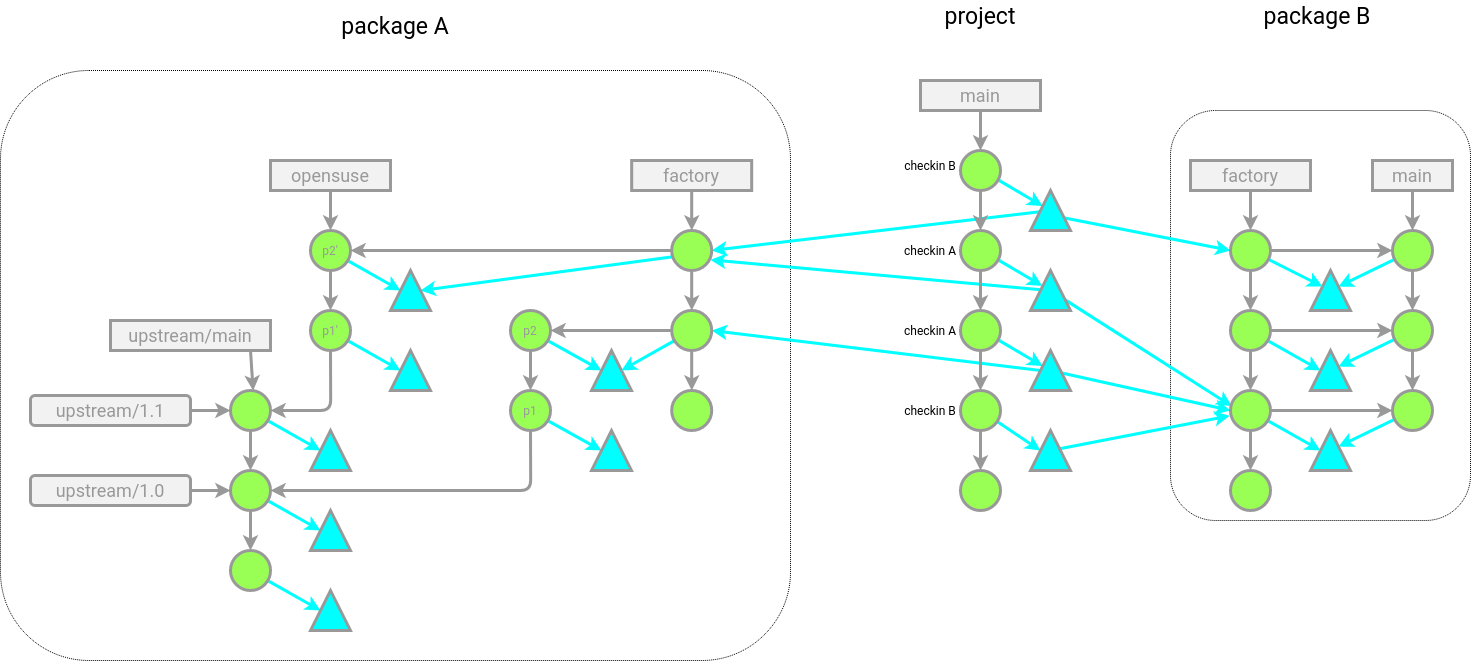 package A
project
package B
main
opensuse
factory
checkin B
factory
main
p2'
checkin A
upstream/main
p1'
p2
checkin A
upstream/1.1
p1
checkin B
upstream/1.0